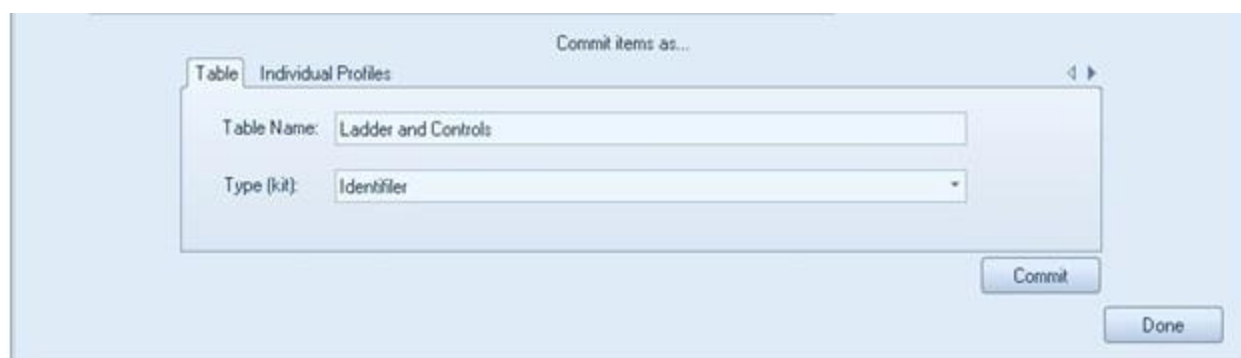 Commit items as...
Table Individual Profiles
Table Name: Ladder and Controls
Type (kit): Identifiler
Commit
Done